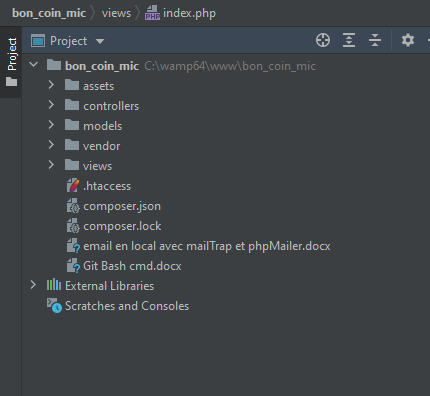 bon_coin_mic views index.php
Project
Project
bon_coin_mic C:\wamp64\www\bon_coin_mic
assets
controllers
models
vendor
views
.htaccess
composer.json
composer.lock
email en local avec mailTrap et phpMailer.docx
Git Bash cmd.docx
External Libraries
Scratches and Consoles